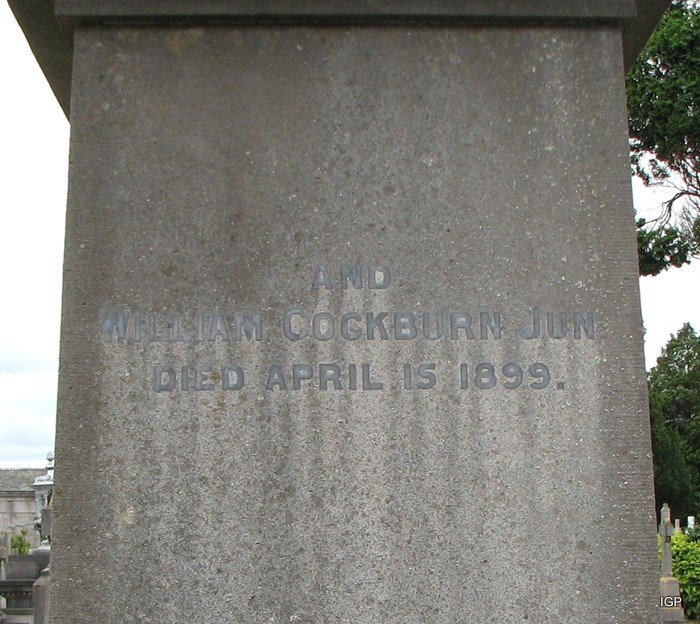 AND
WILLIAM COCKBURN JUN.
DIED APRIL 15 1899.
IGP